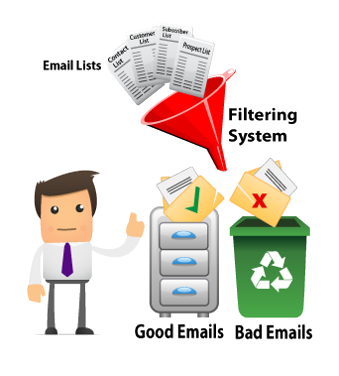 Email Lists
Contact
List
Customer
List
Subscriber
List
Prospect List
Filtering
System
Good Emails
Bad Emails